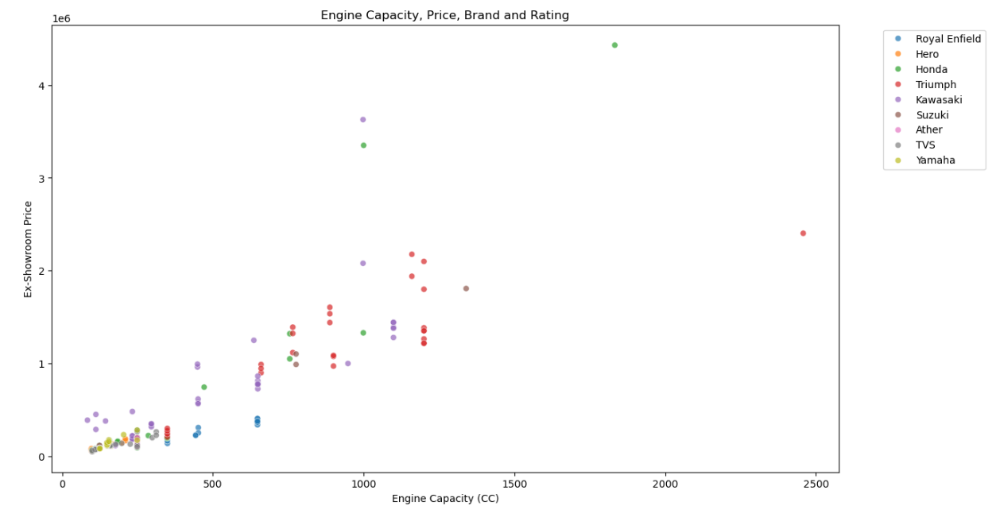 Engine Capacity, Price, Brand and Rating
1e6
4
3
2
1
0
Ex-Showroom Price
0 500 1000 1500 2000 2500
Engine Capacity (CC)
Royal Enfield
Hero
Honda
Triumph
Kawasaki
Suzuki
Ather
TVS
Yamaha